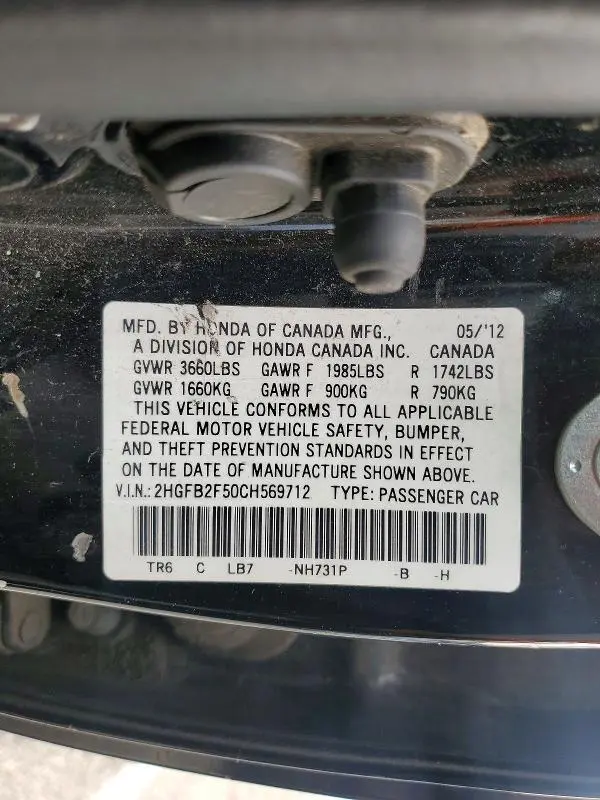 MFD. BY HONDA OF CANADA MFG., 05/'12
A DIVISION OF HONDA CANADA INC. CANADA
GVWR 3660LBS GAWR F 1985LBS R 1742LBS
GVWR 1660KG GAWR F 900KG R 790KG
THIS VEHICLE CONFORMS TO ALL APPLICABLE
FEDERAL MOTOR VEHICLE SAFETY, BUMPER,
AND THEFT PREVENTION STANDARDS IN EFFECT
ON THE DATE OF MANUFACTURE SHOWN ABOVE.
V.I.N.: 2HGFB2F50CH569712 TYPE: PASSENGER CAR
TR6 C LB7 -NH731P -B -H